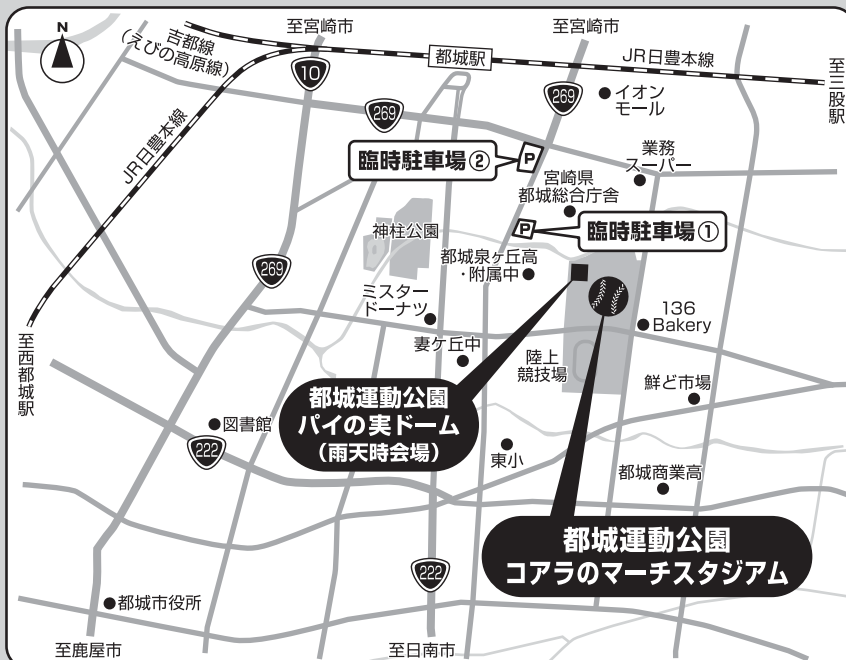 N
至宮崎市
至宮崎市
吉都線
(えびの高原線)
都城駅
JR日豊本線
至三股駅
10
269
269
イオン
モール
JR日豊本線
臨時駐車場②
P
業務
スーパー
宮崎県
都城総合庁舎
神柱公園
P
臨時駐車場①
都城泉ヶ丘高
・附属中
269
ミスター
ドーナツ
136
Bakery
至西都城駅
妻ケ丘中
陸上
競技場
鮮ど市場
都城運動公園
パイの実ドーム
(雨天時会場)
図書館
222
東小
都城商業高
都城運動公園
コアラのマーチスタジアム
222
都城市役所
至鹿屋市
至日南市